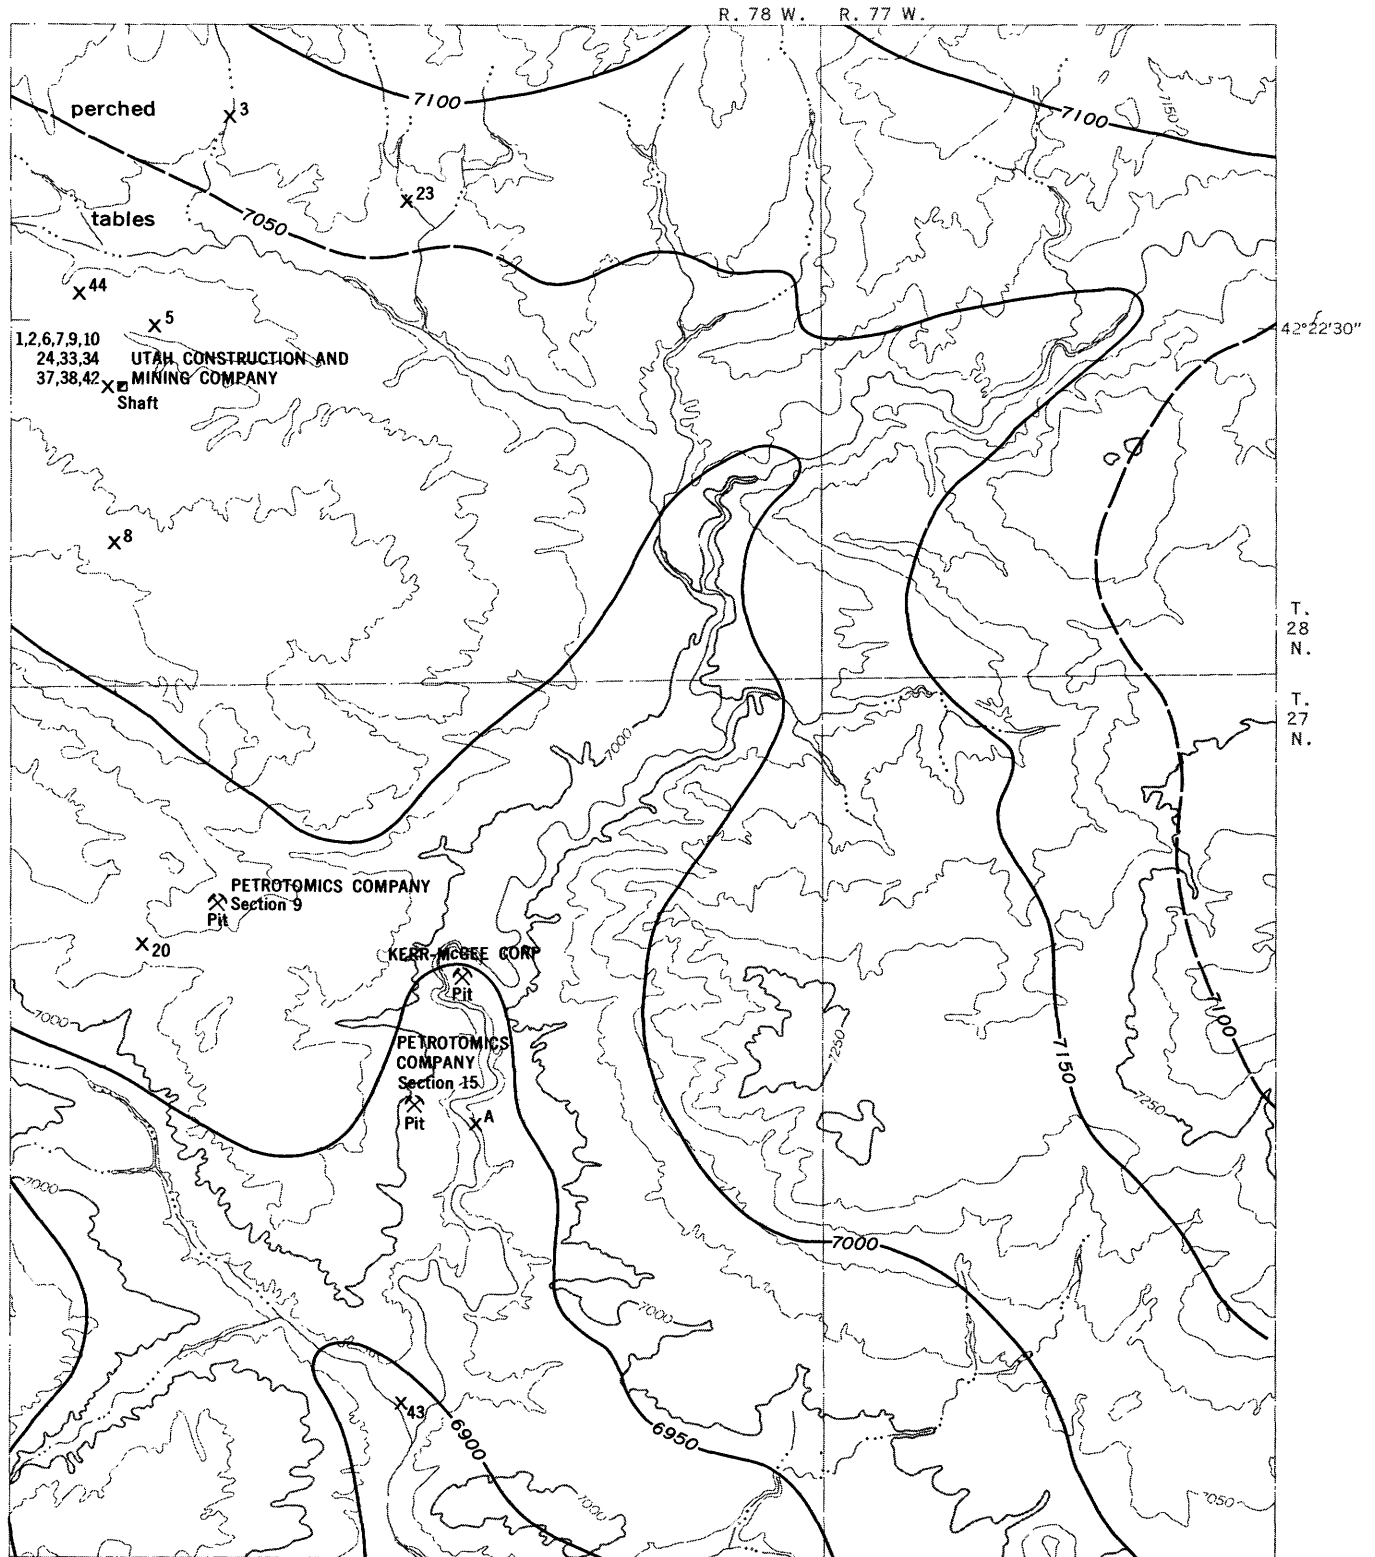 R. 78 W. R. 77 W.
perched
3
7100
7150
7100
23
tables
7050
44
5
42°22'30"
1,2,6,7,9,10
24,33,34
37,38,42
UTAH CONSTRUCTION AND
MINING COMPANY
Shaft
8
T.
28
N.
T.
27
N.
7000
PETROTOMICS COMPANY
Section 9
Pit
20
KERR-McGEE CORP
Pit
7000
7100
PETROTOMICS
COMPANY
Section 15
Pit
A
7250
7150
7250
7000
7000
7000
43
6900
6950
7000
7050